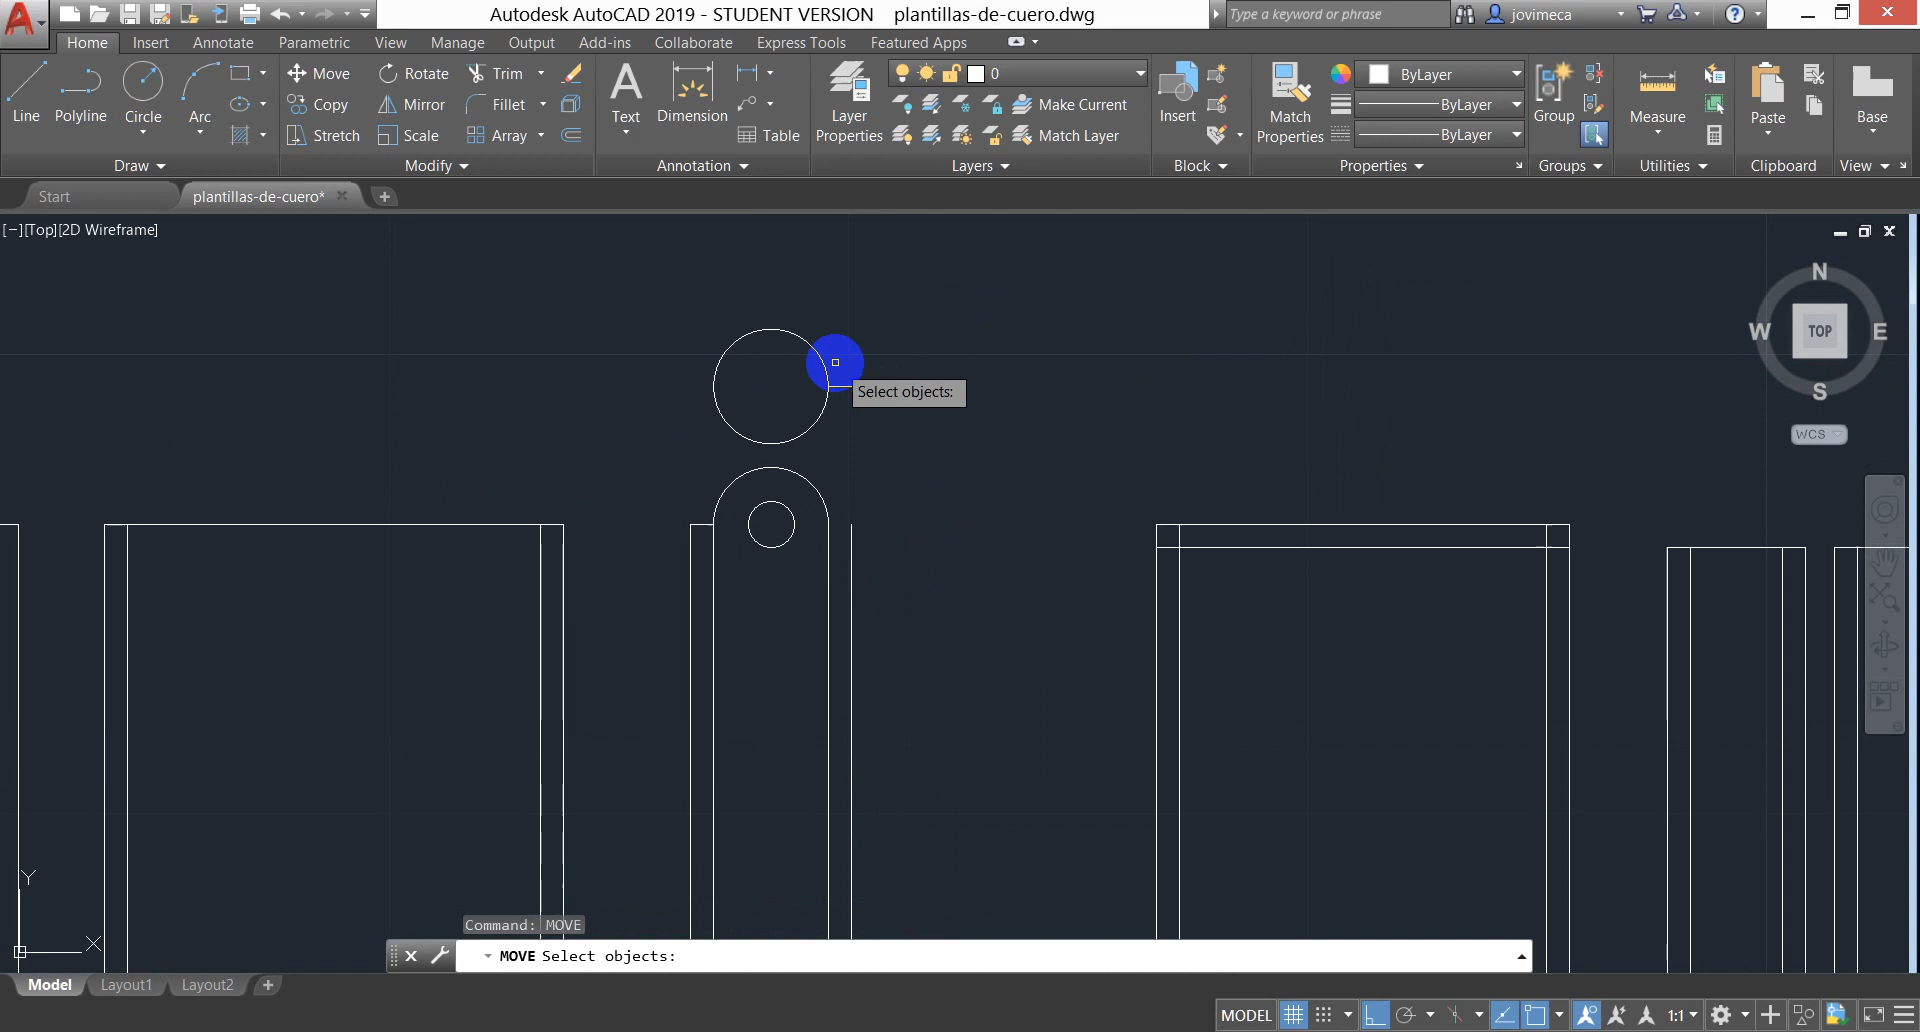 Autodesk AutoCAD 2019 - STUDENT VERSION plantillas-de-cuero.dwg
Type a keyword or phrase
jovimeca
Home Insert Annotate Parametric View Manage Output Add-ins Collaborate Express Tools Featured Apps
Line
Polyline
Circle
Arc
Draw
Move Rotate Trim
Copy Mirror Fillet
Stretch Scale Array
Modify
Text
Dimension
Table
Annotation
Layer Properties
0
Make Current
Match Layer
Layers
Insert
Block
Match Properties
ByLayer
ByLayer
ByLayer
Properties
Group
Groups
Measure
Utilities
Paste
Clipboard
Base
View
Start
plantillas-de-cuero*
[−][Top][2D Wireframe]
N
W TOP E
S
WCS
Select objects:
Y
X
Command: MOVE
MOVE Select objects:
Model Layout1 Layout2
MODEL
1:1